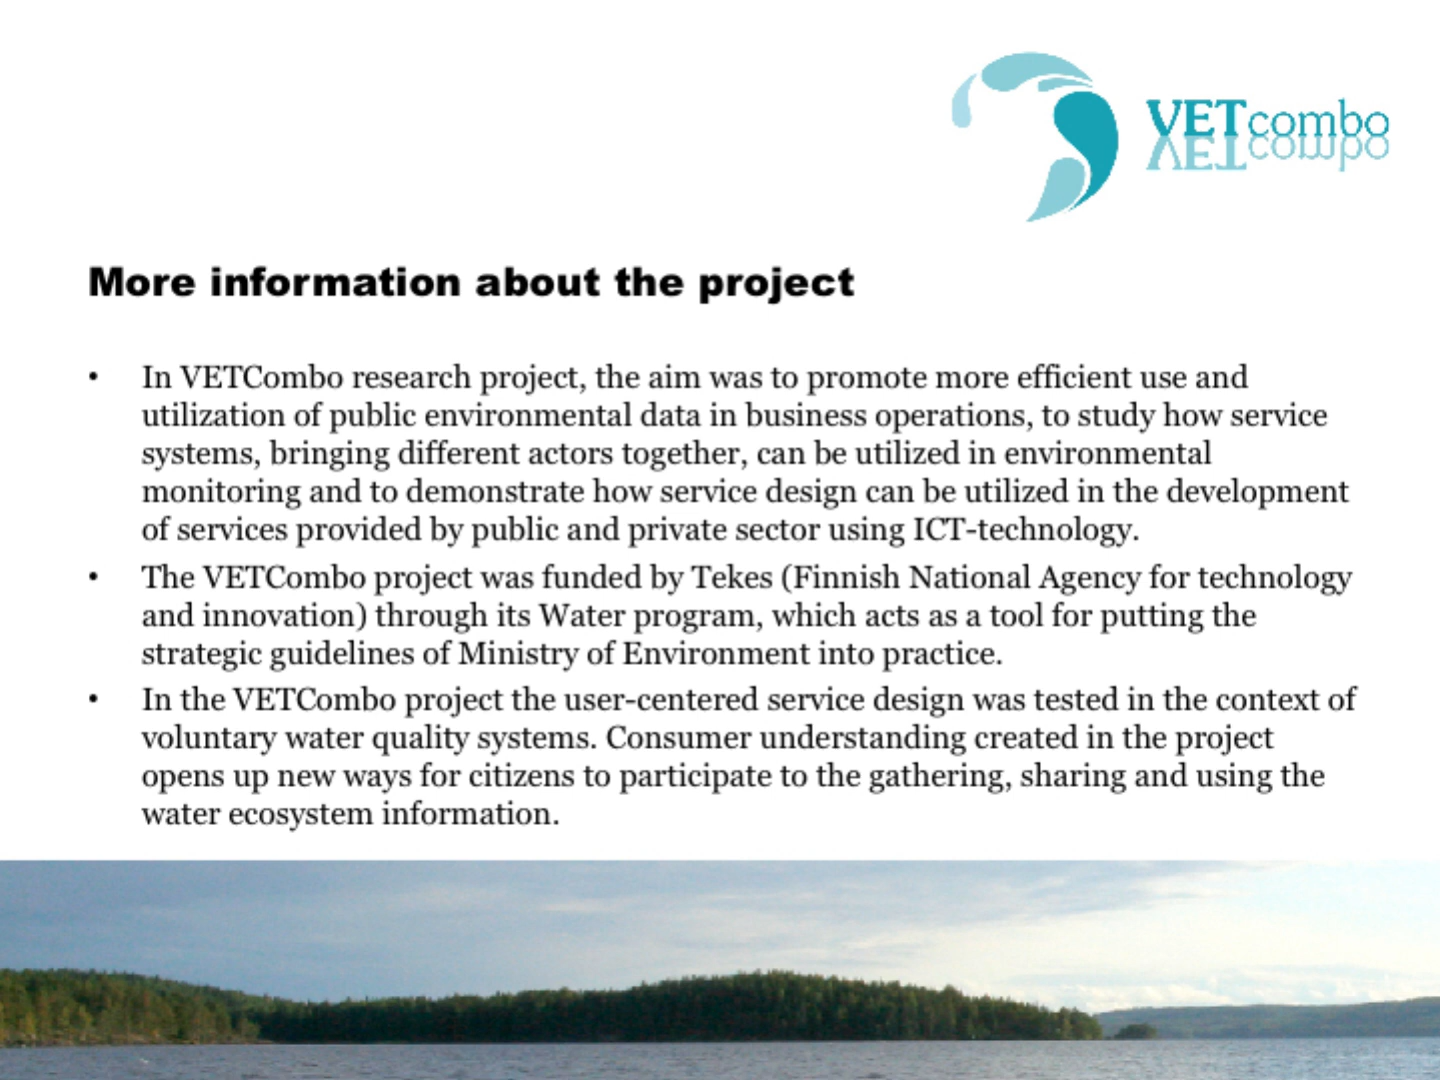 VETcombo
More information about the project
• In VETCombo research project, the aim was to promote more efficient use and
utilization of public environmental data in business operations, to study how service
systems, bringing different actors together, can be utilized in environmental
monitoring and to demonstrate how service design can be utilized in the development
of services provided by public and private sector using ICT-technology.
• The VETCombo project was funded by Tekes (Finnish National Agency for technology
and innovation) through its Water program, which acts as a tool for putting the
strategic guidelines of Ministry of Environment into practice.
• In the VETCombo project the user-centered service design was tested in the context of
voluntary water quality systems. Consumer understanding created in the project
opens up new ways for citizens to participate to the gathering, sharing and using the
water ecosystem information.